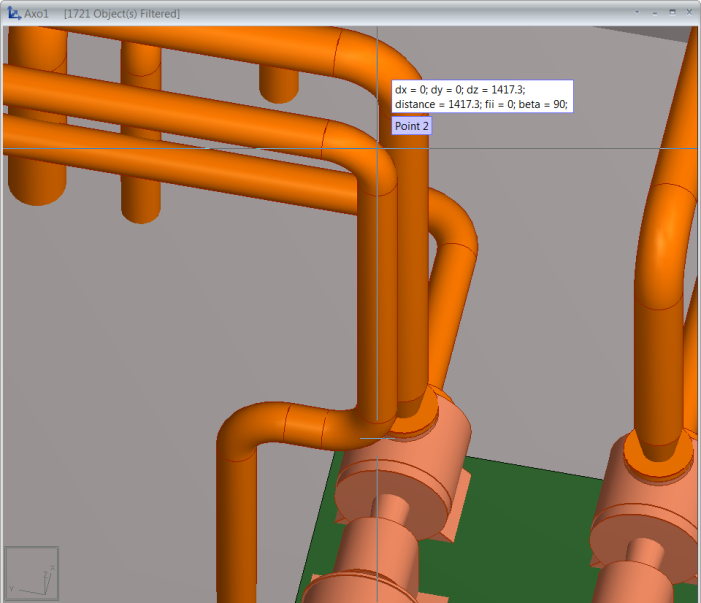 Axo1 [1721 Object(s) Filtered]
dx = 0; dy = 0; dz = 1417.3;
distance = 1417.3; fii = 0; beta = 90;
Point 2
Z
X
Y